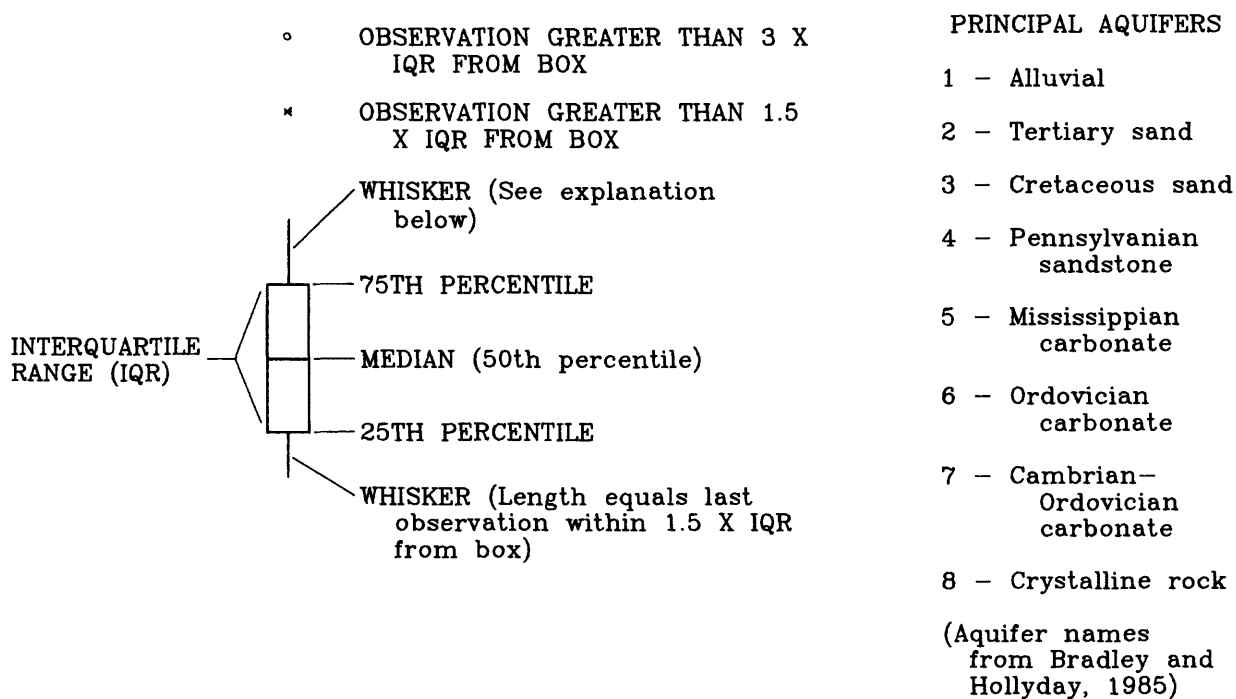 ○ OBSERVATION GREATER THAN 3 X
IQR FROM BOX
* OBSERVATION GREATER THAN 1.5
X IQR FROM BOX
WHISKER (See explanation
below)
75TH PERCENTILE
INTERQUARTILE
RANGE (IQR)
MEDIAN (50th percentile)
25TH PERCENTILE
WHISKER (Length equals last
observation within 1.5 X IQR
from box)
PRINCIPAL AQUIFERS
1 – Alluvial
2 – Tertiary sand
3 – Cretaceous sand
4 – Pennsylvanian
sandstone
5 – Mississippian
carbonate
6 – Ordovician
carbonate
7 – Cambrian–
Ordovician
carbonate
8 – Crystalline rock
(Aquifer names
from Bradley and
Hollyday, 1985)